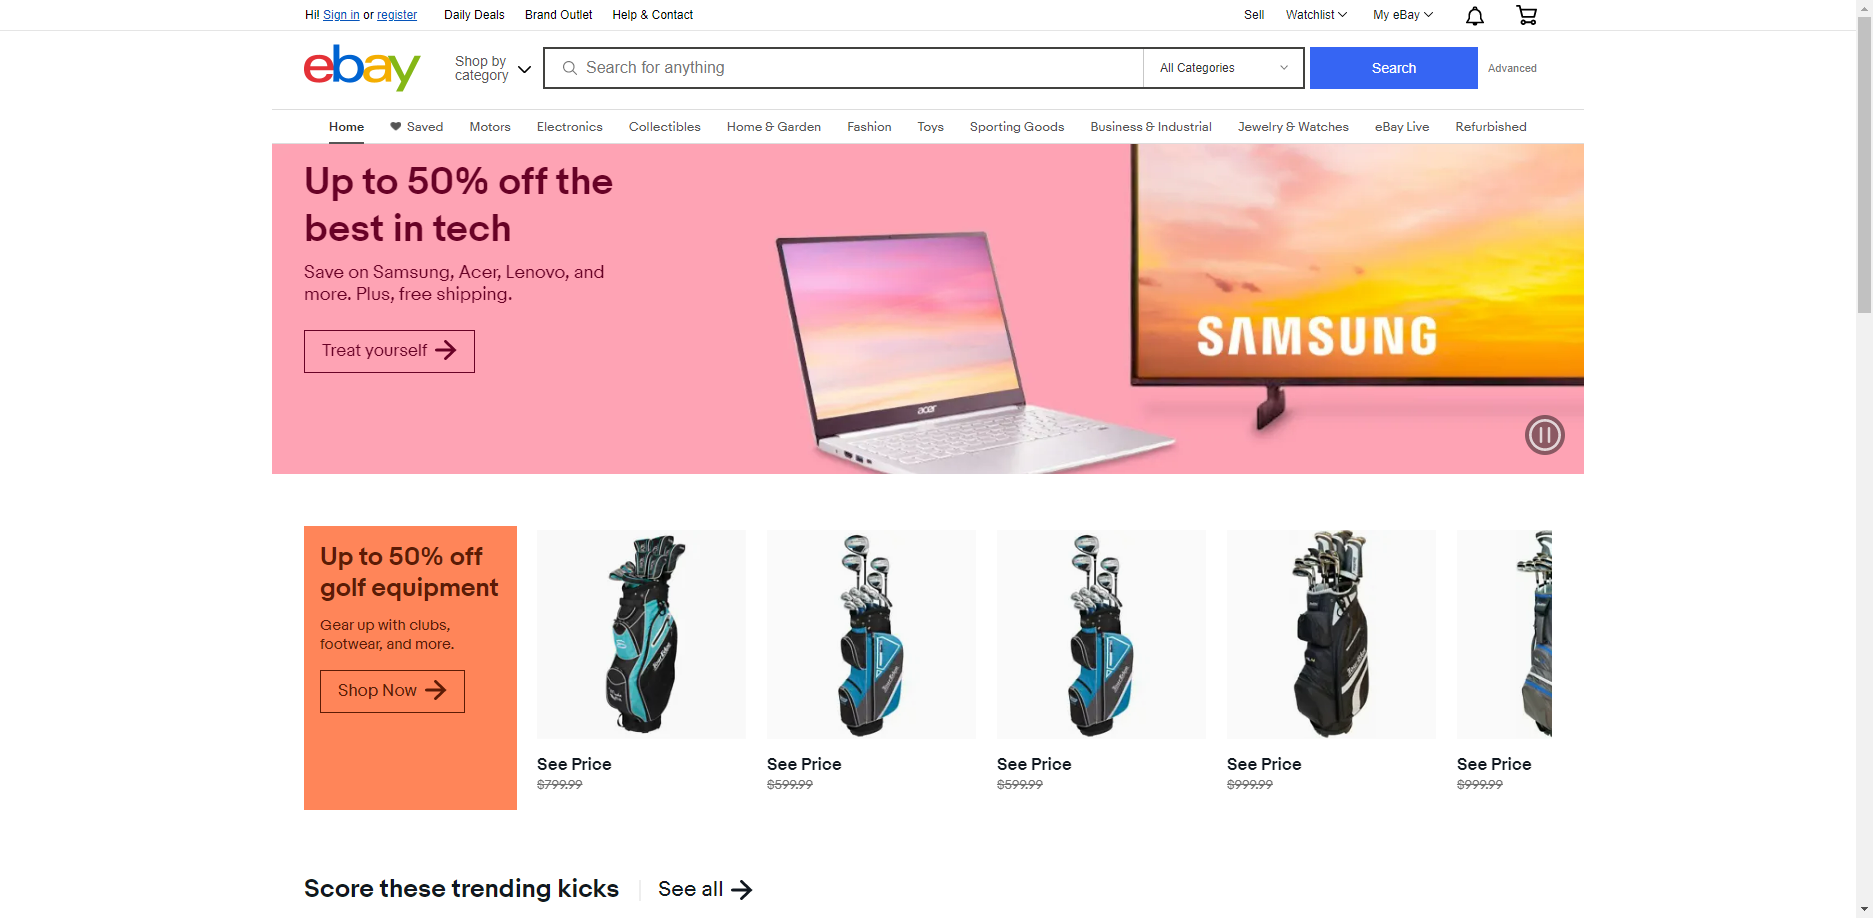 Hi! Sign in or register
Daily Deals
Brand Outlet
Help & Contact
Sell
Watchlist
My eBay
ebay
Shop by
category
Search for anything
All Categories
Search
Advanced
Home
Saved
Motors
Electronics
Collectibles
Home & Garden
Fashion
Toys
Sporting Goods
Business & Industrial
Jewelry & Watches
eBay Live
Refurbished
Up to 50% off the
best in tech
Save on Samsung, Acer, Lenovo, and
more. Plus, free shipping.
Treat yourself
acer
SAMSUNG
Up to 50% off
golf equipment
Gear up with clubs,
footwear, and more.
Shop Now
See Price
$799.99
See Price
$599.99
See Price
$599.99
See Price
$999.99
See Price
$999.99
Score these trending kicks
See all